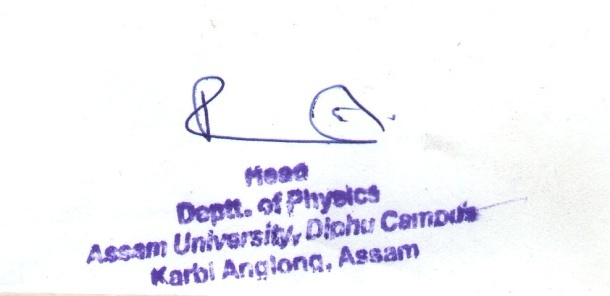 Head
Deptt. of Physics
Assam University, Diphu Campus
Karbi Anglong, Assam